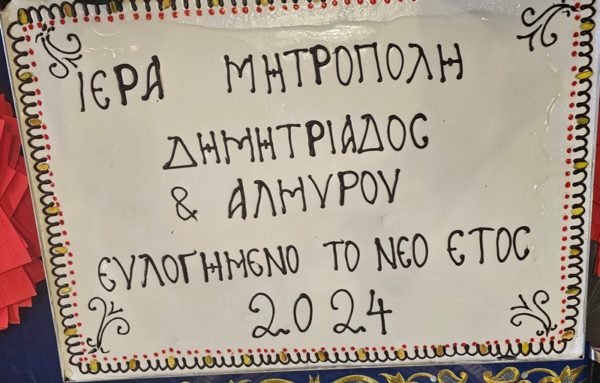 ΙΕΡΑ ΜΗΤΡΟΠΟΛΗ
ΔΗΜΗΤΡΙΑΔΟΣ
& ΑΛΜΥΡΟΥ
ΕΥΛΟΓΗΜΕΝΟ ΤΟ ΝΕΟ ΕΤΟΣ
2024